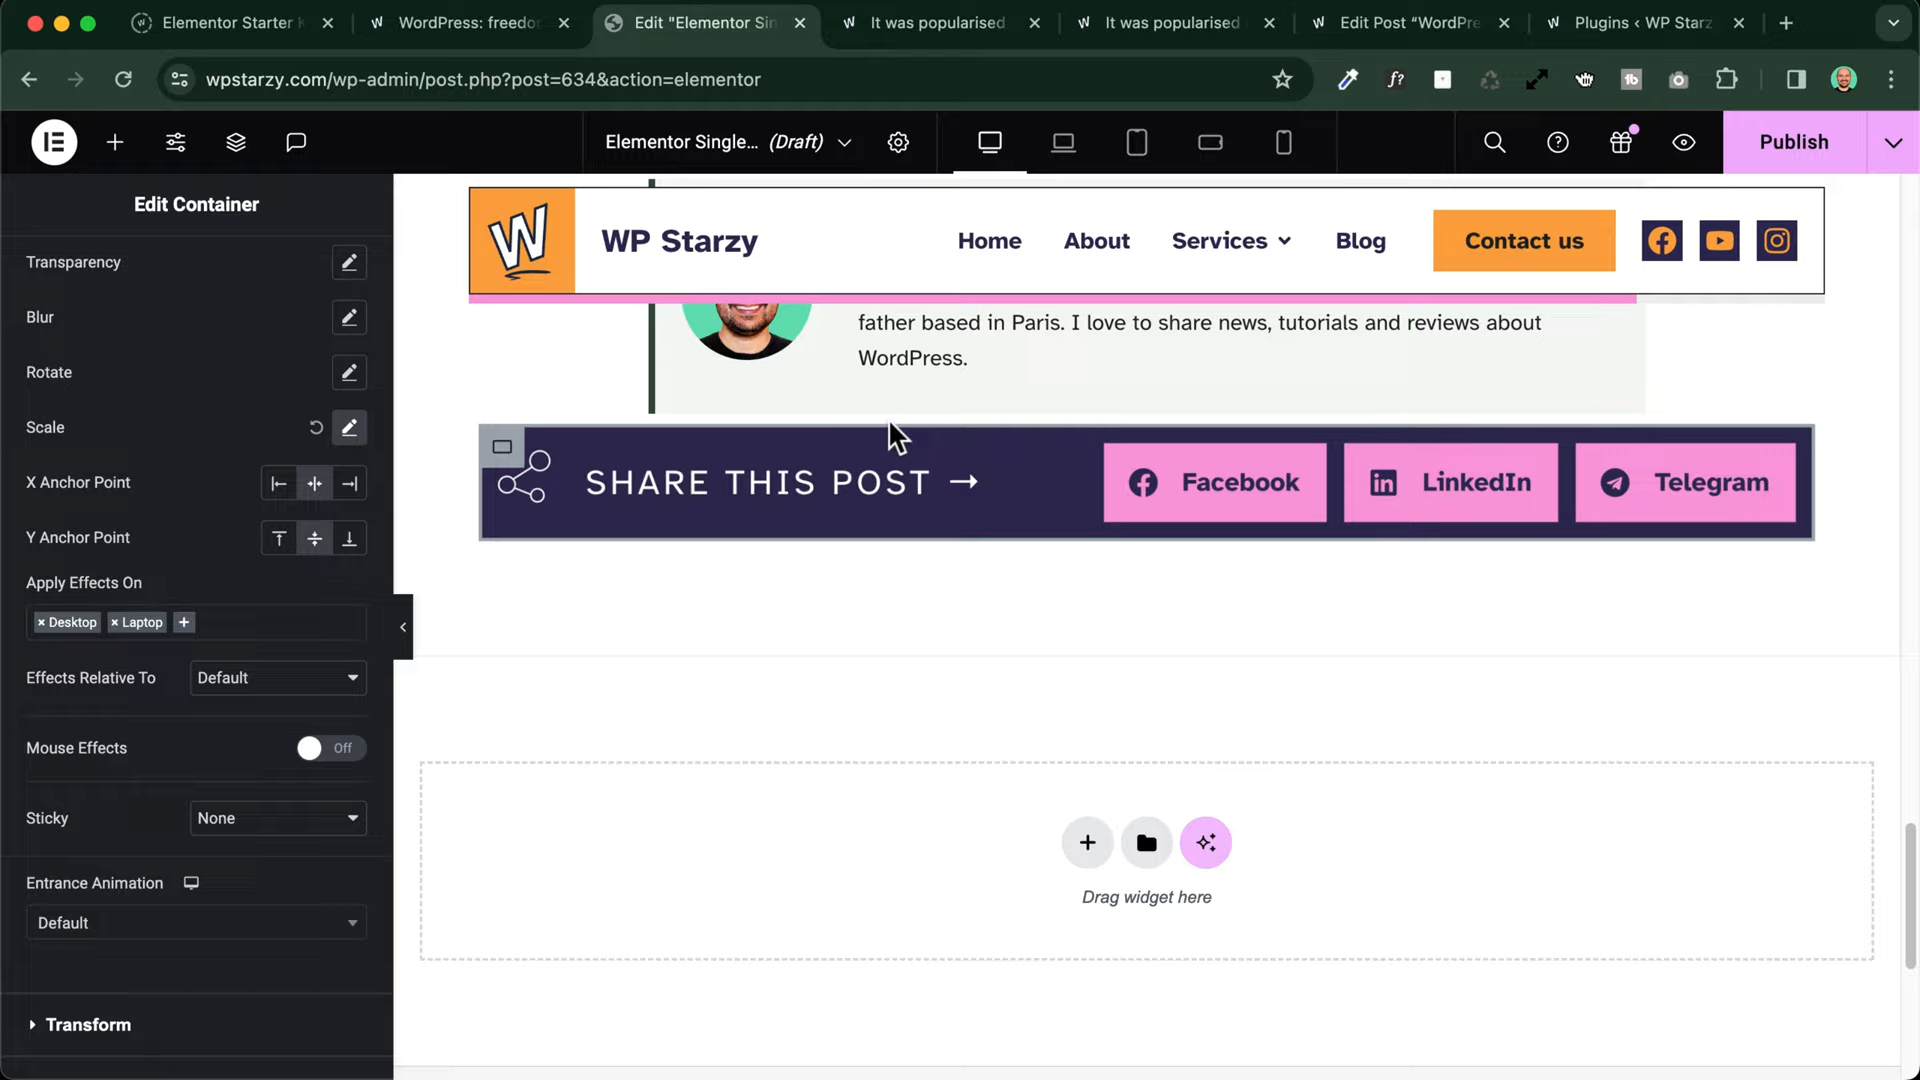 Elementor Starter K
WordPress: freedo
Edit "Elementor Sin
It was popularised
It was popularised
Edit Post “WordPre
Plugins ‹ WP Starz
wpstarzy.com/wp-admin/post.php?post=634&action=elementor
Elementor Single... (Draft)
Publish
Edit Container
Transparency
Blur
Rotate
Scale
X Anchor Point
Y Anchor Point
Apply Effects On
× Desktop × Laptop +
Effects Relative To Default
Mouse Effects Off
Sticky None
Entrance Animation
Default
Transform
W WP Starzy Home About Services Blog Contact us
father based in Paris. I love to share news, tutorials and reviews about
WordPress.
SHARE THIS POST → Facebook LinkedIn Telegram
Drag widget here